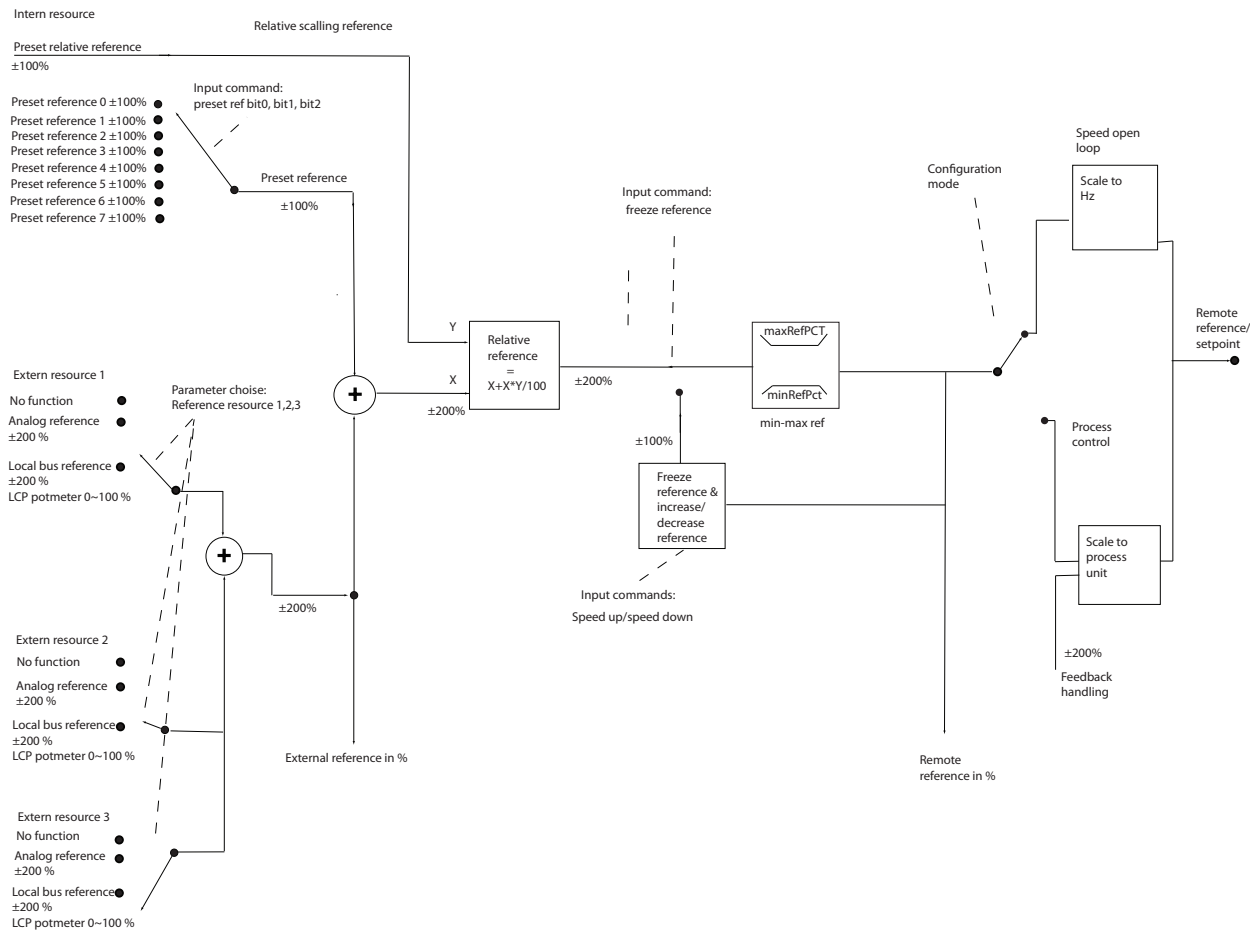 Intern resource
Relative scalling reference
Preset relative reference
±100%
Input command:
preset ref bit0, bit1, bit2
Preset reference 0 ±100%
Preset reference 1 ±100%
Preset reference 2 ±100%
Preset reference 3 ±100%
Preset reference 4 ±100%
Preset reference 5 ±100%
Preset reference 6 ±100%
Preset reference 7 ±100%
Preset reference
±100%
Input command:
freeze reference
Configuration
mode
Speed open
loop
Scale to
Hz
Y
X
±200%
Relative
reference
=
X+X*Y/100
±200%
maxRefPCT
minRefPct
min-max ref
Remote
reference/
setpoint
Extern resource 1
No function
Analog reference
±200 %
Local bus reference
±200 %
LCP potmeter 0~100 %
Parameter choise:
Reference resource 1,2,3
+
+
±200%
±100%
Freeze
reference &
increase/
decrease
reference
Input commands:
Speed up/speed down
Process
control
Scale to
process
unit
±200%
Feedback
handling
Extern resource 2
No function
Analog reference
±200 %
Local bus reference
±200 %
LCP potmeter 0~100 %
External reference in %
Remote
reference in %
Extern resource 3
No function
Analog reference
±200 %
Local bus reference
±200 %
LCP potmeter 0~100 %